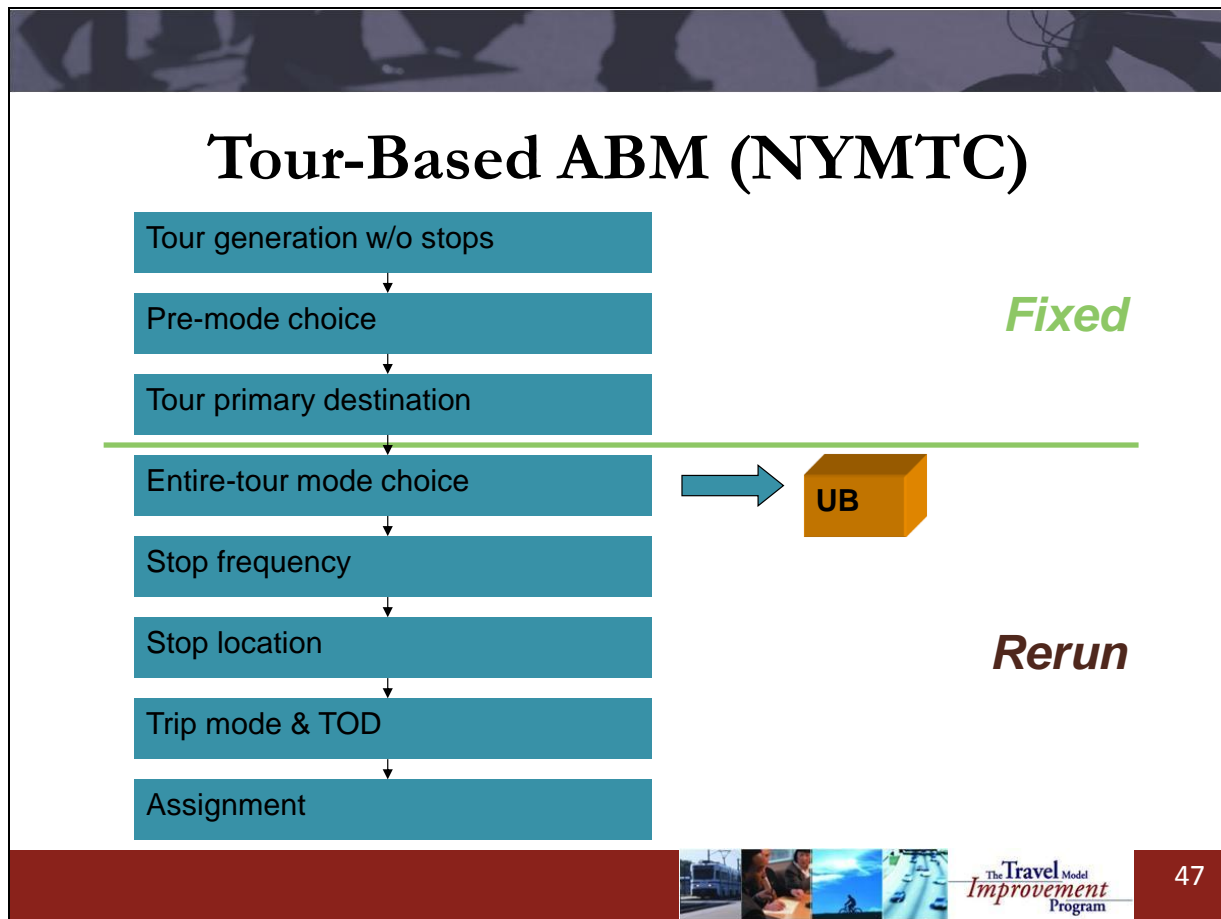 Tour-Based ABM (NYMTC)
Tour generation w/o stops
Pre-mode choice
Fixed
Tour primary destination
Entire-tour mode choice
UB
Stop frequency
Stop location
Rerun
Trip mode & TOD
Assignment
The Travel Model
Improvement
Program
47